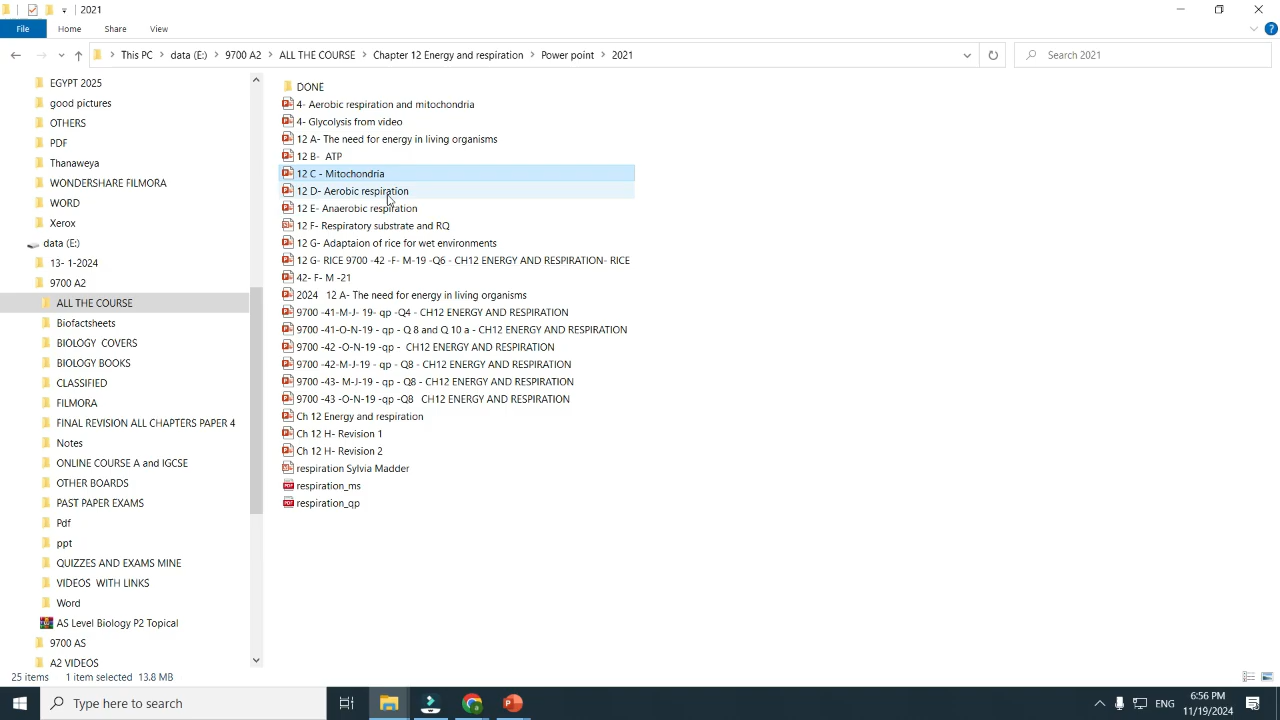 2021
File Home Share View
This PC data (E:) 9700 A2 ALL THE COURSE Chapter 12 Energy and respiration Power point 2021
Search 2021
EGYPT 2025
good pictures
OTHERS
PDF
Thanaweya
WONDERSHARE FILMORA
WORD
Xerox
data (E:)
13- 1-2024
9700 A2
ALL THE COURSE
Biofactsheets
BIOLOGY COVERS
BIOLOGY BOOKS
CLASSIFIED
FILMORA
FINAL REVISION ALL CHAPTERS PAPER 4
Notes
ONLINE COURSE A and IGCSE
OTHER BOARDS
PAST PAPER EXAMS
Pdf
ppt
QUIZZES AND EXAMS MINE
VIDEOS WITH LINKS
Word
AS Level Biology P2 Topical
9700 AS
A2 VIDEOS
DONE
4- Aerobic respiration and mitochondria
4- Glycolysis from video
12 A- The need for energy in living organisms
12 B- ATP
12 C - Mitochondria
12 D- Aerobic respiration
12 E- Anaerobic respiration
12 F- Respiratory substrate and RQ
12 G- Adaptaion of rice for wet environments
12 G- RICE 9700 -42 -F- M-19 -Q6 - CH12 ENERGY AND RESPIRATION- RICE
42- F- M -21
2024 12 A- The need for energy in living organisms
9700 -41-M-J- 19- qp -Q4 - CH12 ENERGY AND RESPIRATION
9700 -41-O-N-19 - qp - Q 8 and Q 10 a - CH12 ENERGY AND RESPIRATION
9700 -42 -O-N-19 -qp - CH12 ENERGY AND RESPIRATION
9700 -42-M-J-19 - qp - Q8 - CH12 ENERGY AND RESPIRATION
9700 -43- M-J-19 - qp - Q8 - CH12 ENERGY AND RESPIRATION
9700 -43 -O-N-19 -qp -Q8 CH12 ENERGY AND RESPIRATION
Ch 12 Energy and respiration
Ch 12 H- Revision 1
Ch 12 H- Revision 2
respiration Sylvia Madder
respiration_ms
respiration_qp
25 items 1 item selected 13.8 MB
Type here to search
ENG
6:56 PM
11/19/2024